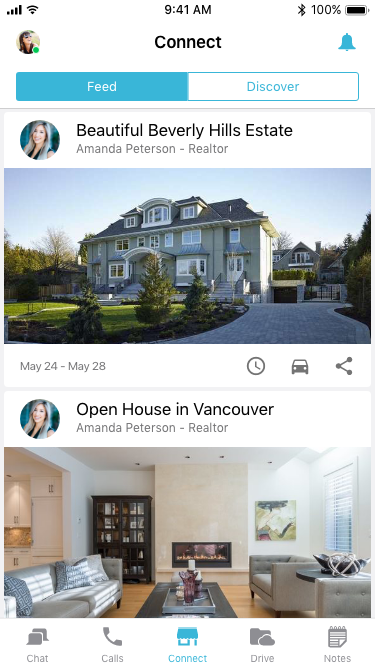 9:41 AM
100%
Connect
Feed
Discover
Beautiful Beverly Hills Estate
Amanda Peterson - Realtor
May 24 - May 28
Open House in Vancouver
Amanda Peterson - Realtor
Chat
Calls
Connect
Drive
Notes